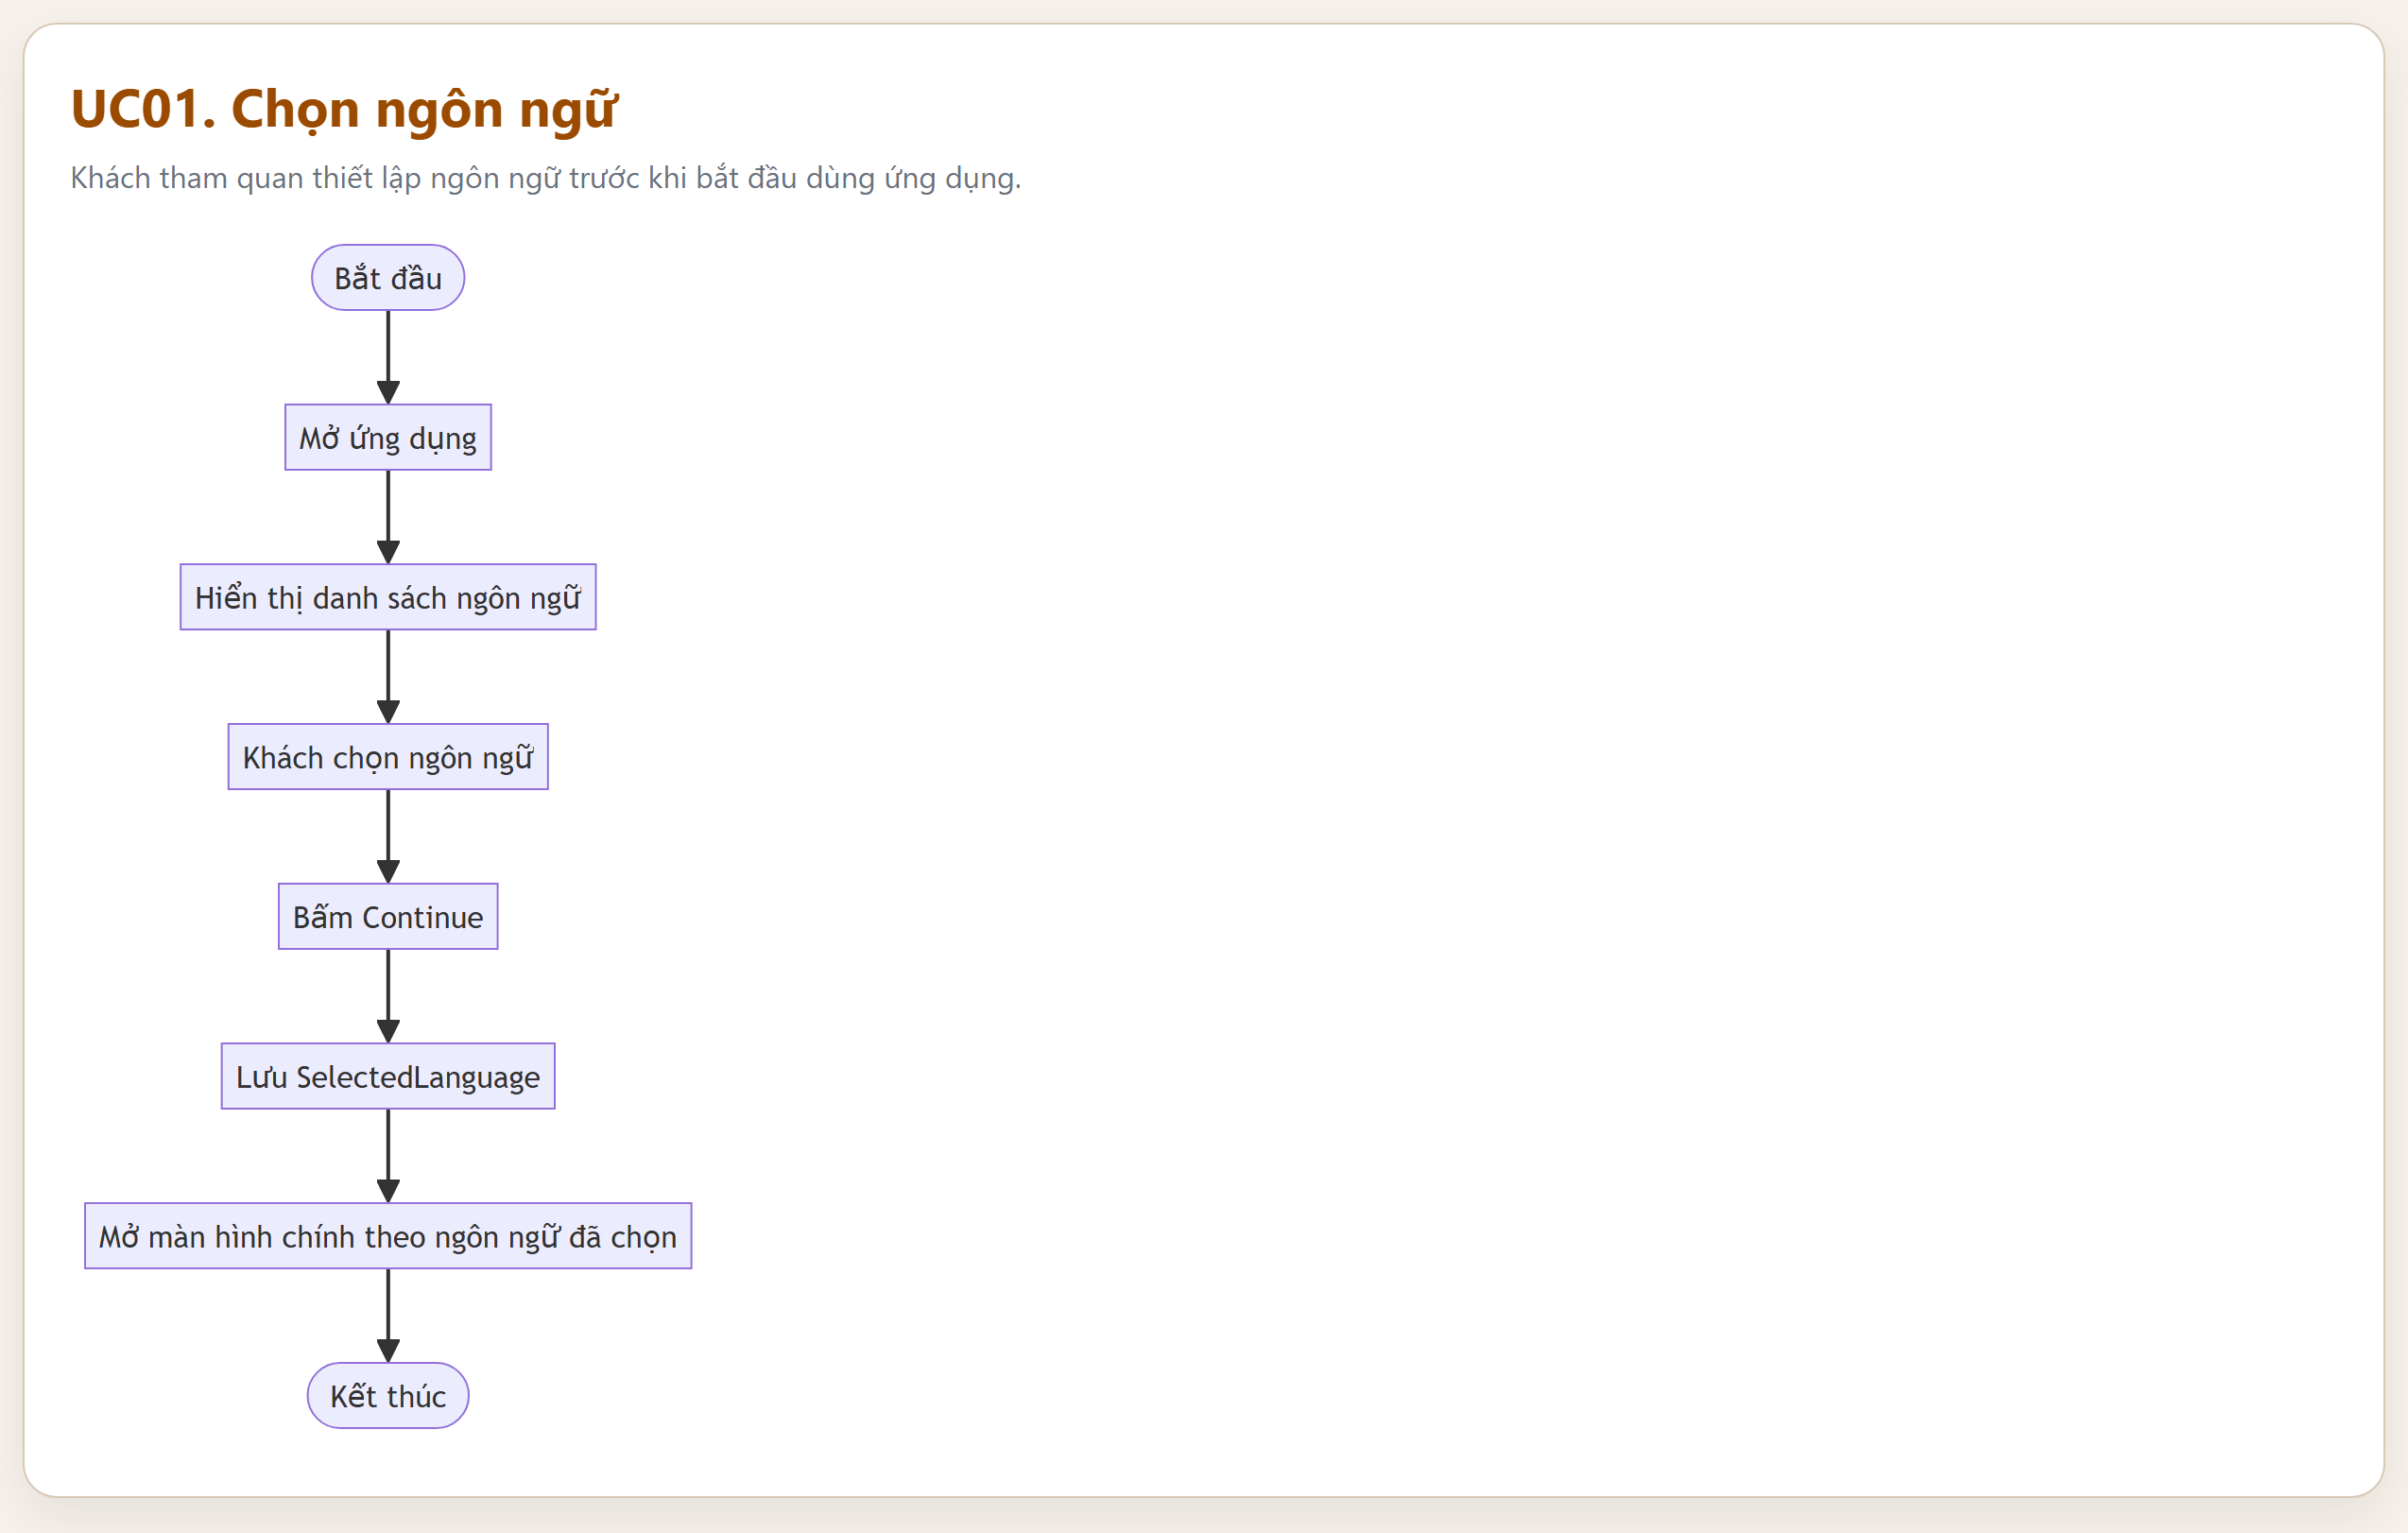 UC01. Chọn ngôn ngữ
Khách tham quan thiết lập ngôn ngữ trước khi bắt đầu dùng ứng dụng.
Bắt đầu
Mở ứng dụng
Hiển thị danh sách ngôn ngữ
Khách chọn ngôn ngữ
Bấm Continue
Lưu SelectedLanguage
Mở màn hình chính theo ngôn ngữ đã chọn
Kết thúc